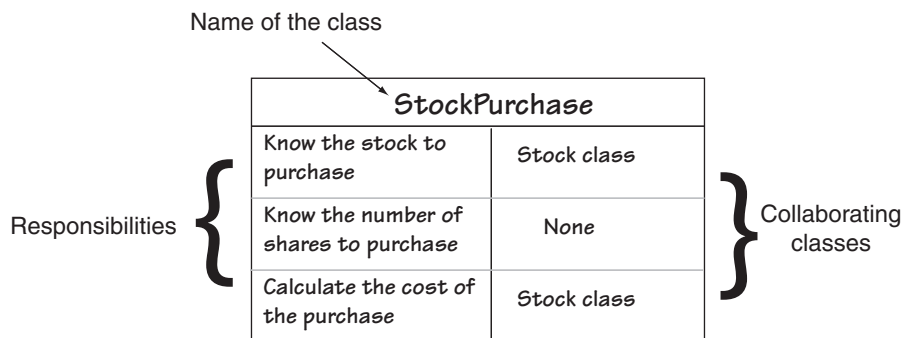 Name of the class
StockPurchase
Know the stock to
purchase
Stock class
Know the number of
shares to purchase
None
Calculate the cost of
the purchase
Stock class
Responsibilities
Collaborating
classes